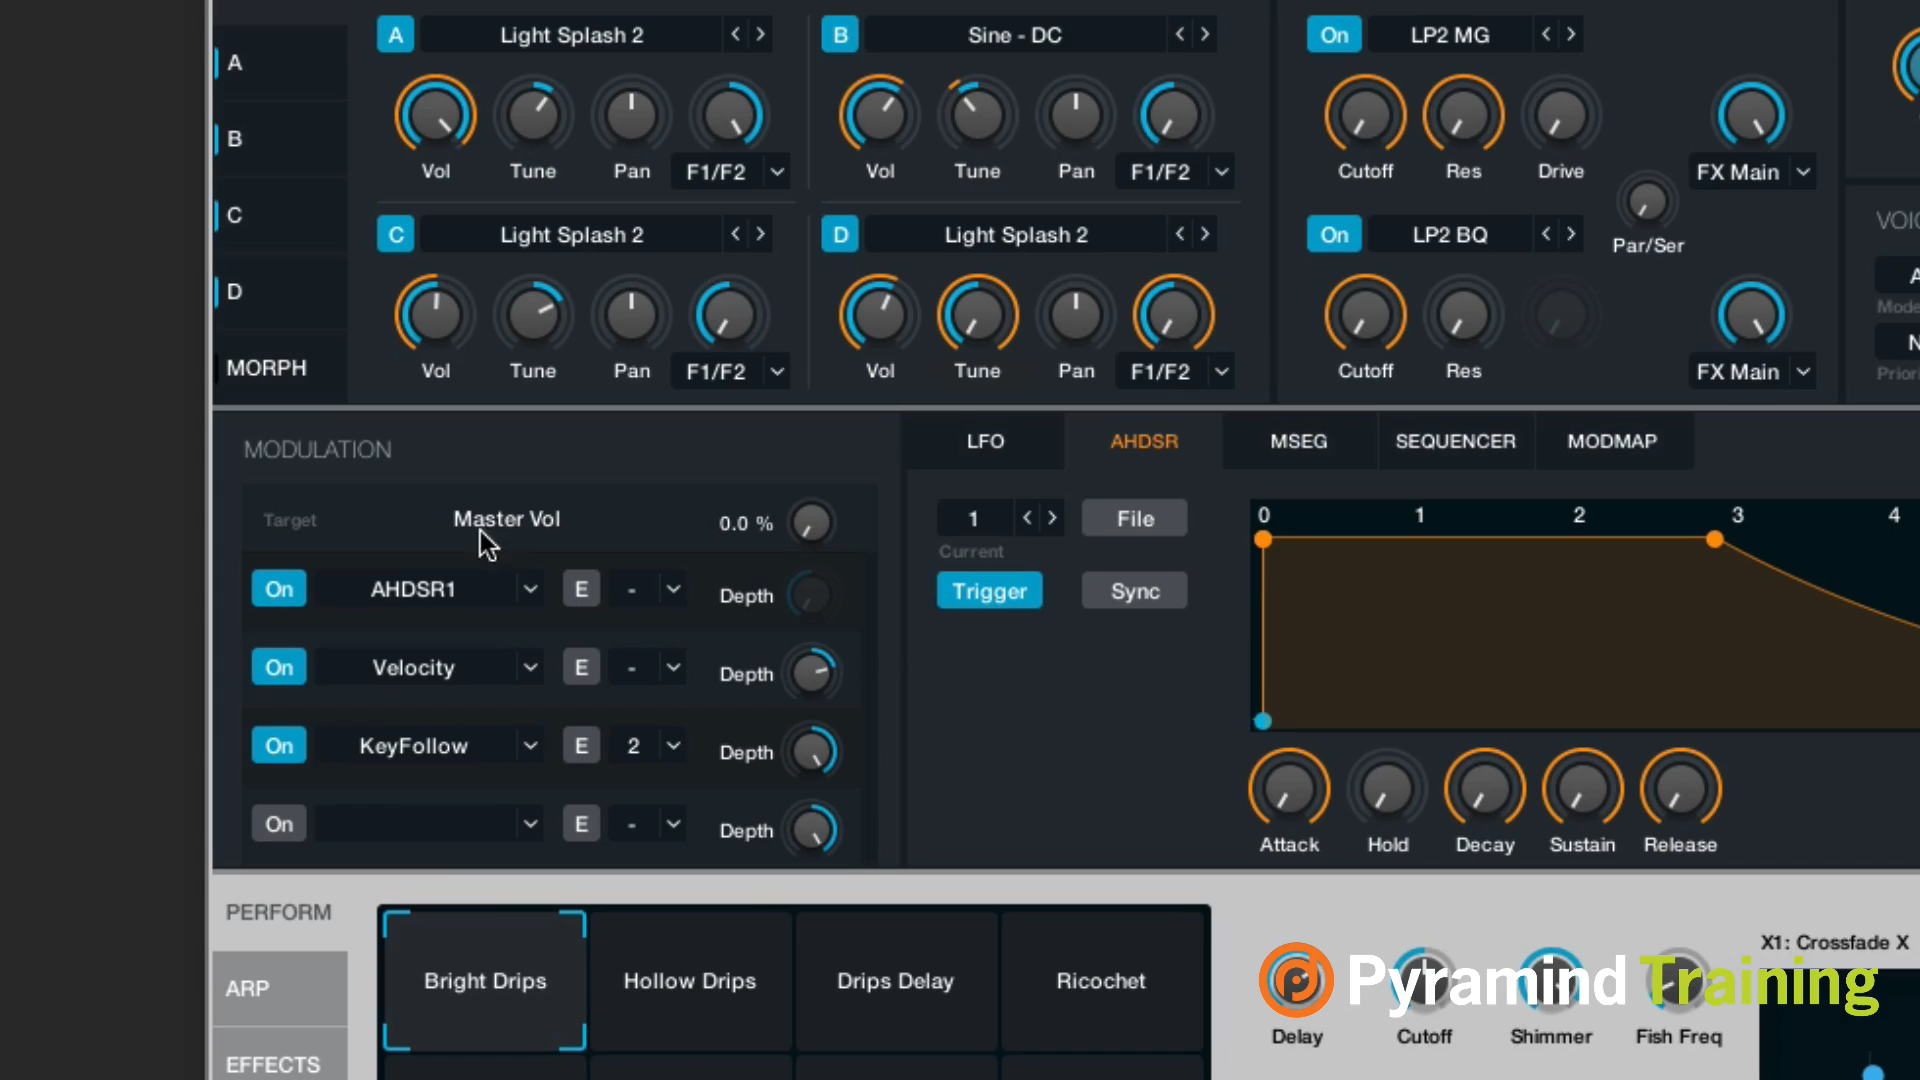 A Light Splash 2 < >
B Sine - DC < >
On LP2 MG < >
A
B
C
D
MORPH
Vol Tune Pan F1/F2
Vol Tune Pan F1/F2
Cutoff Res Drive FX Main
C Light Splash 2 < >
D Light Splash 2 < >
On LP2 BQ < >
Par/Ser
Vol Tune Pan F1/F2
Vol Tune Pan F1/F2
Cutoff Res FX Main
MODULATION
LFO AHDSR MSEG SEQUENCER MODMAP
Target Master Vol 0.0 %
On AHDSR1 E - Depth
On Velocity E - Depth
On KeyFollow E 2 Depth
On E - Depth
1 < > File
Current
Trigger Sync
0 1 2 3 4
Attack Hold Decay Sustain Release
PERFORM
ARP
EFFECTS
Bright Drips Hollow Drips Drips Delay Ricochet
X1: Crossfade X
Pyramind Training
Delay Cutoff Shimmer Fish Freq